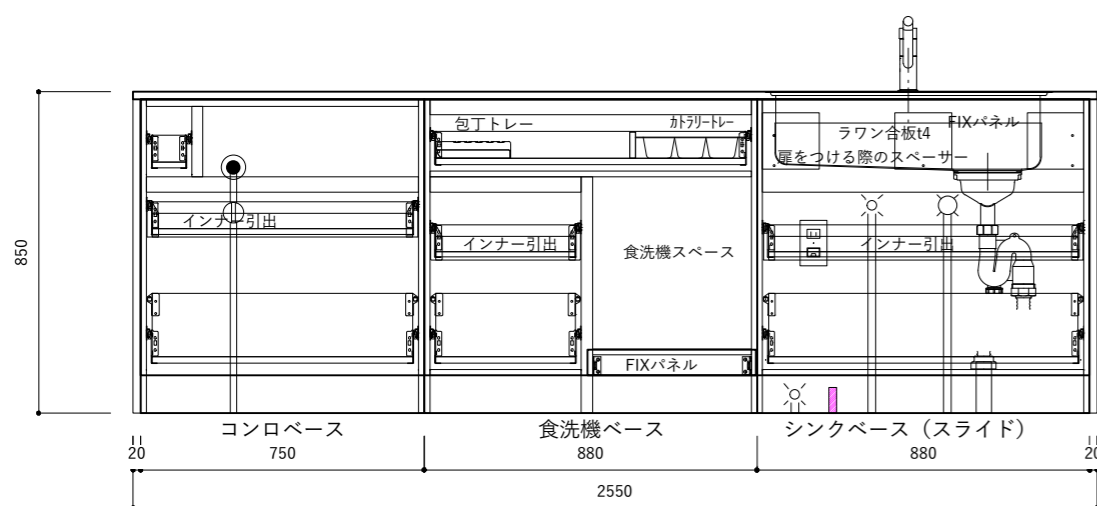 包丁トレー
カトラリートレー
ラワン合板t4
FIXパネル
扉をつける際のスペーサー
インナー引出
インナー引出
食洗機スペース
インナー引出
FIXパネル
850
コンロベース
食洗機ベース
シンクベース（スライド）
20
750
880
880
20
2550